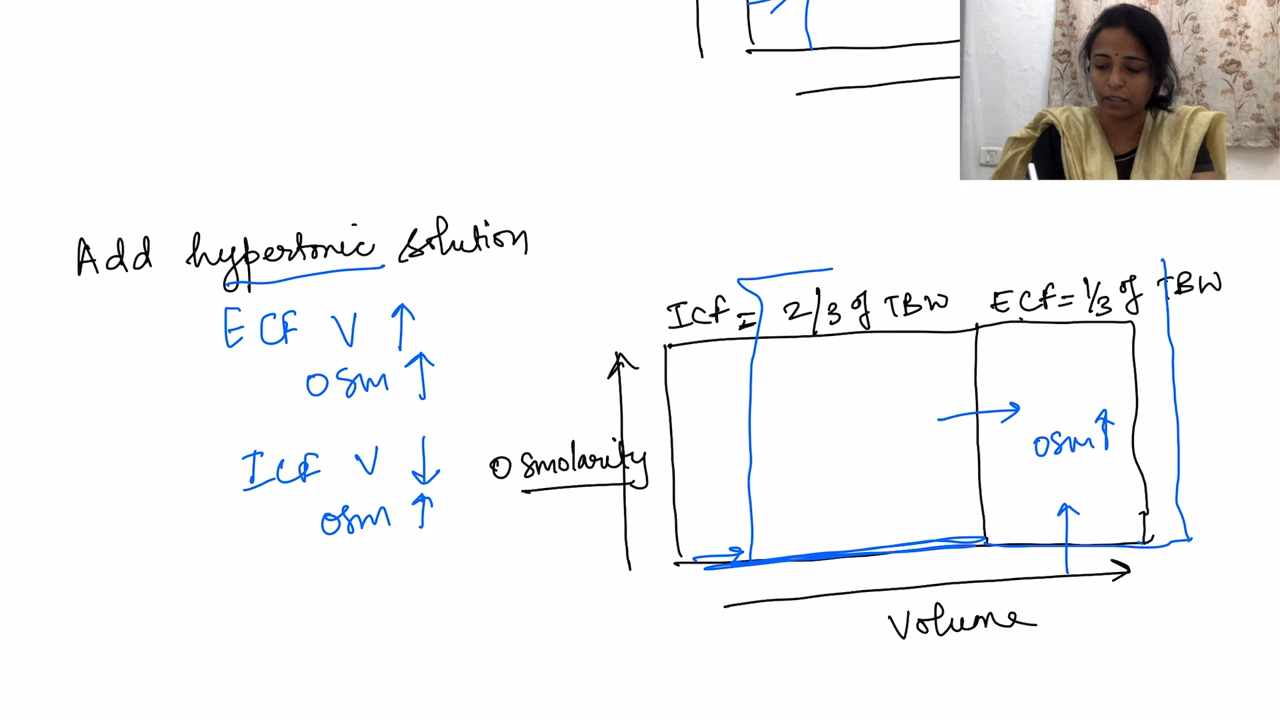 Add hypertonic solution
ECF V ↑
osm ↑
ICF V ↓
osm ↑
Icf = 2/3 of TBW
ECf = 1/3 of TBW
osmolarity
osm ↑
Volume